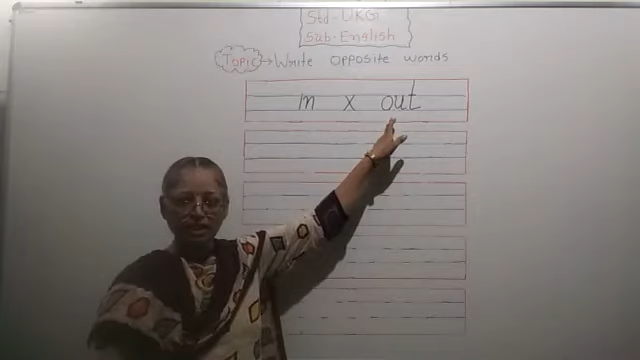 Std-UKG
Sub-English
Topic → Write opposite words
in x out